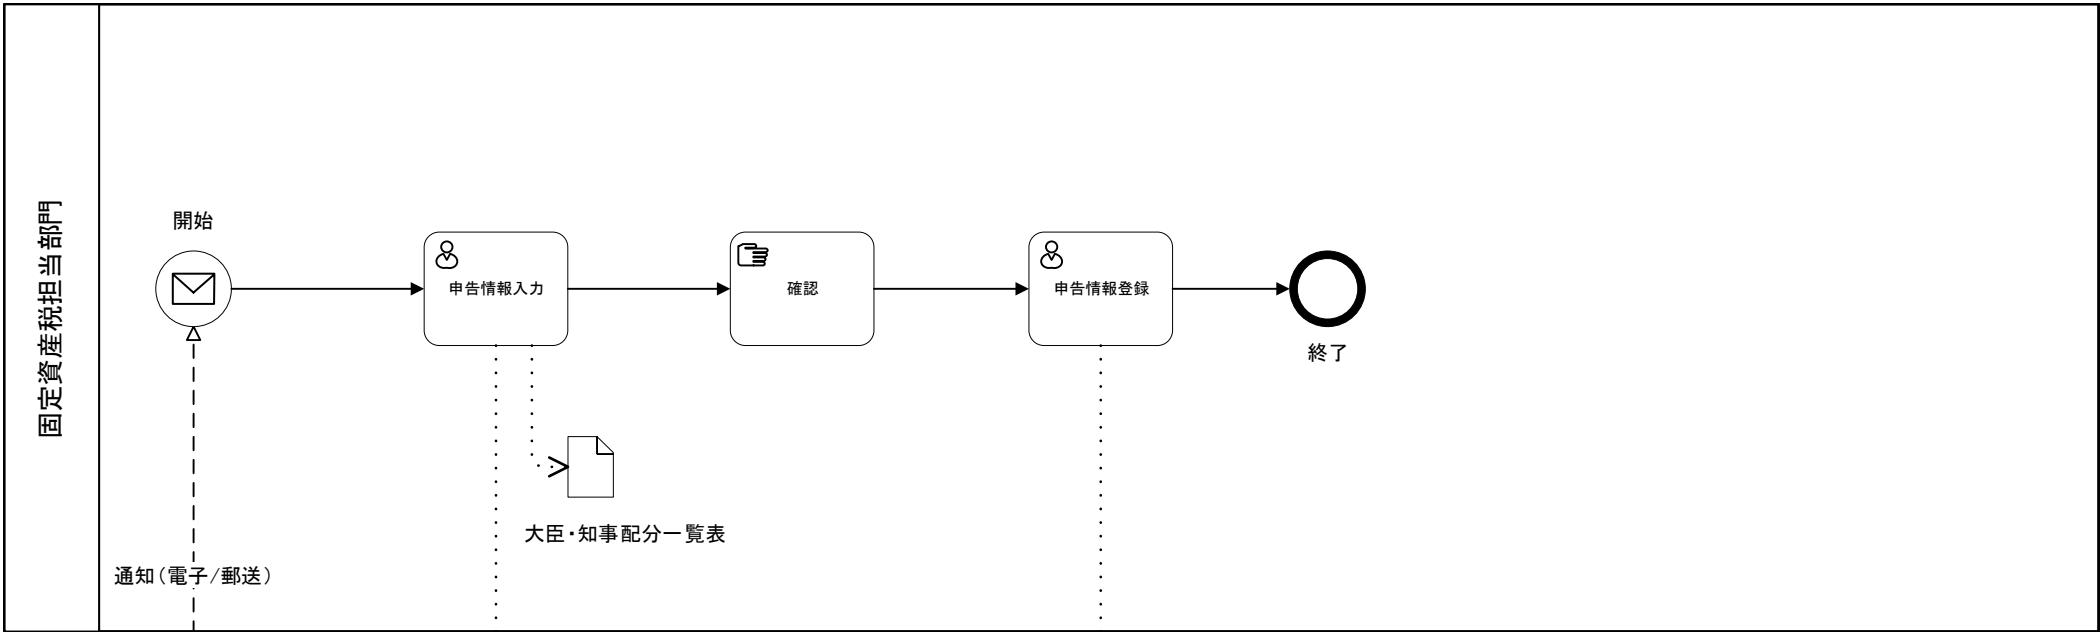 固定資産税担当部門
開始
申告情報入力
確認
申告情報登録
終了
大臣・知事配分一覧表
通知（電子/郵送）